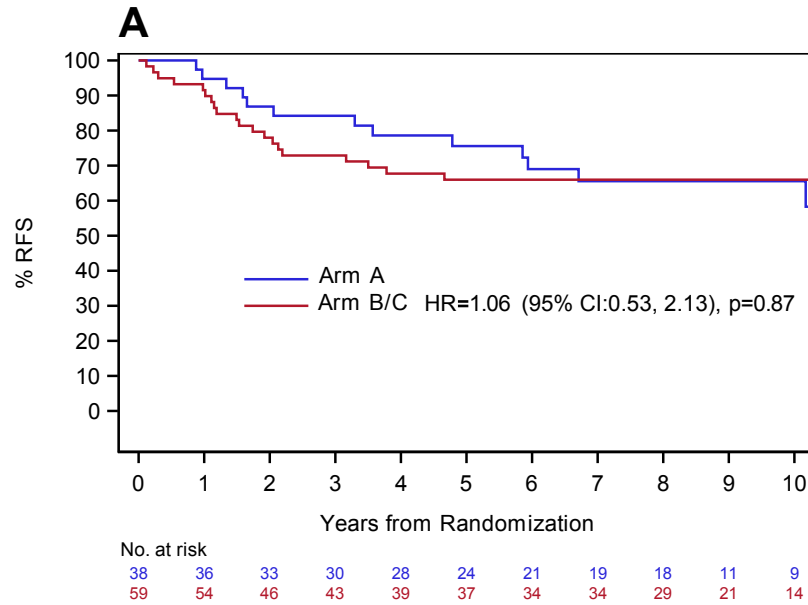 A
100
90
80
70
60
50
40
30
20
10
0
% RFS
Arm A
Arm B/C HR=1.06 (95% CI:0.53, 2.13), p=0.87
0 1 2 3 4 5 6 7 8 9 10
Years from Randomization
No. at risk
38 36 33 30 28 24 21 19 18 11 9
59 54 46 43 39 37 34 34 29 21 14